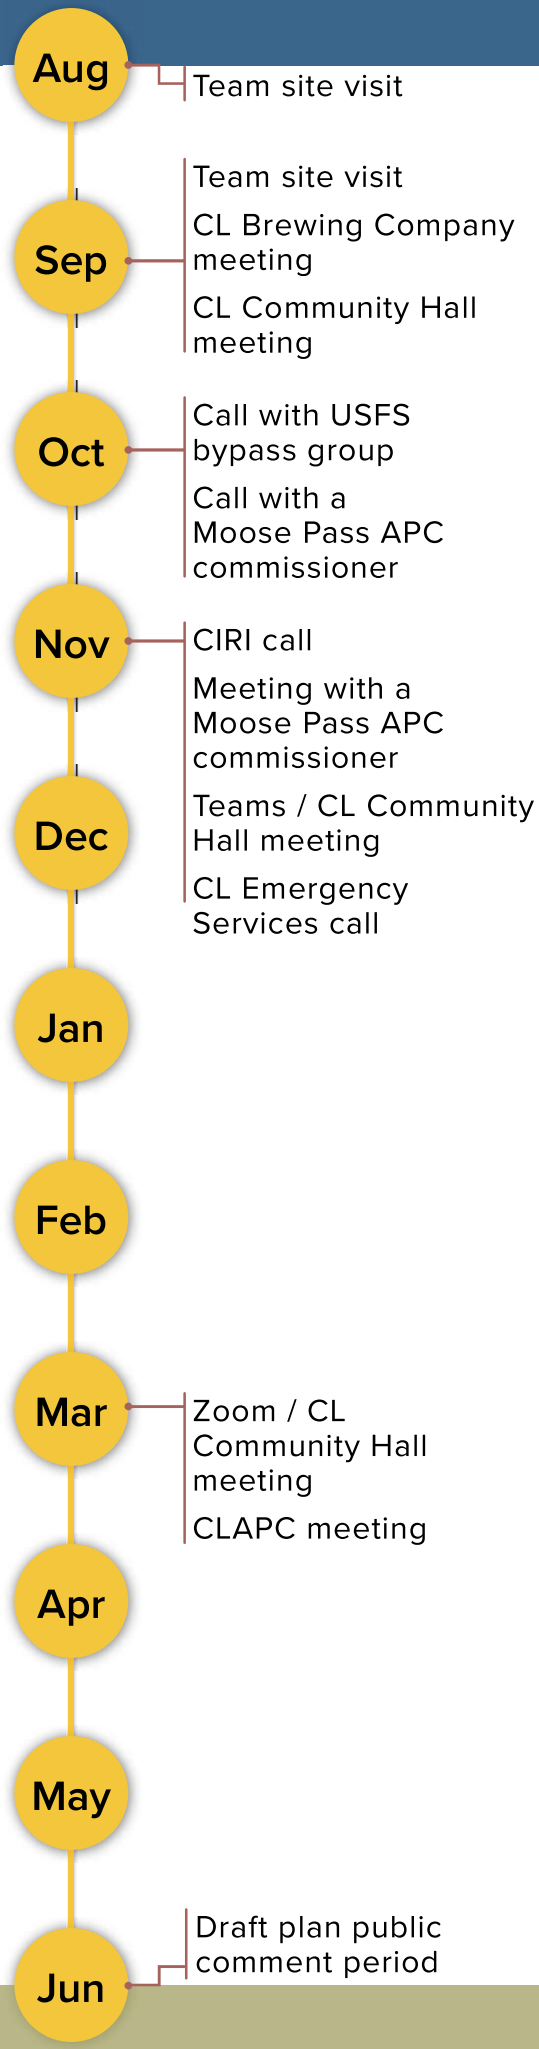 Aug
Team site visit
Sep
Team site visit
CL Brewing Company
meeting
CL Community Hall
meeting
Oct
Call with USFS
bypass group
Call with a
Moose Pass APC
commissioner
Nov
CIRI call
Meeting with a
Moose Pass APC
commissioner
Teams / CL Community
Hall meeting
CL Emergency
Services call
Dec
Jan
Feb
Mar
Zoom / CL
Community Hall
meeting
CLAPC meeting
Apr
May
Jun
Draft plan public
comment period